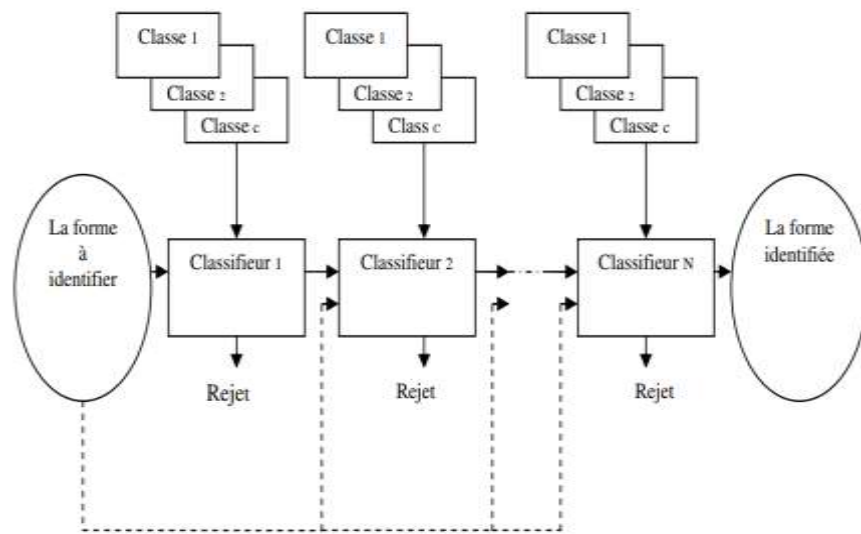 Classe 1
Classe 2
Classe c
Classe 1
Classe 2
Class C
Classe 1
Classe 2
Classe c
La forme
à
identifier
Classifieur 1
Classifieur 2
Classifieur N
La forme
identifiée
Rejet
Rejet
Rejet